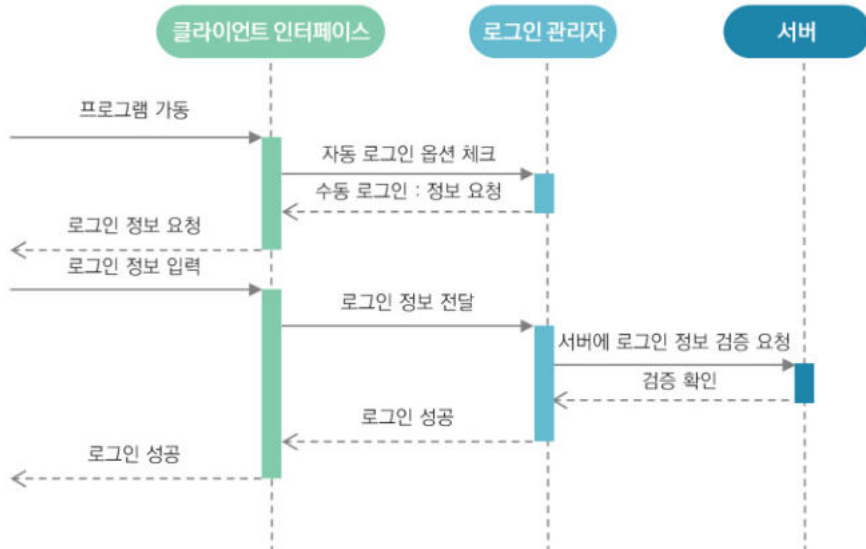 클라이언트 인터페이스
로그인 관리자
서버
프로그램 가동
자동 로그인 옵션 체크
수동 로그인 : 정보 요청
로그인 정보 요청
로그인 정보 입력
로그인 정보 전달
서버에 로그인 정보 검증 요청
검증 확인
로그인 성공
로그인 성공